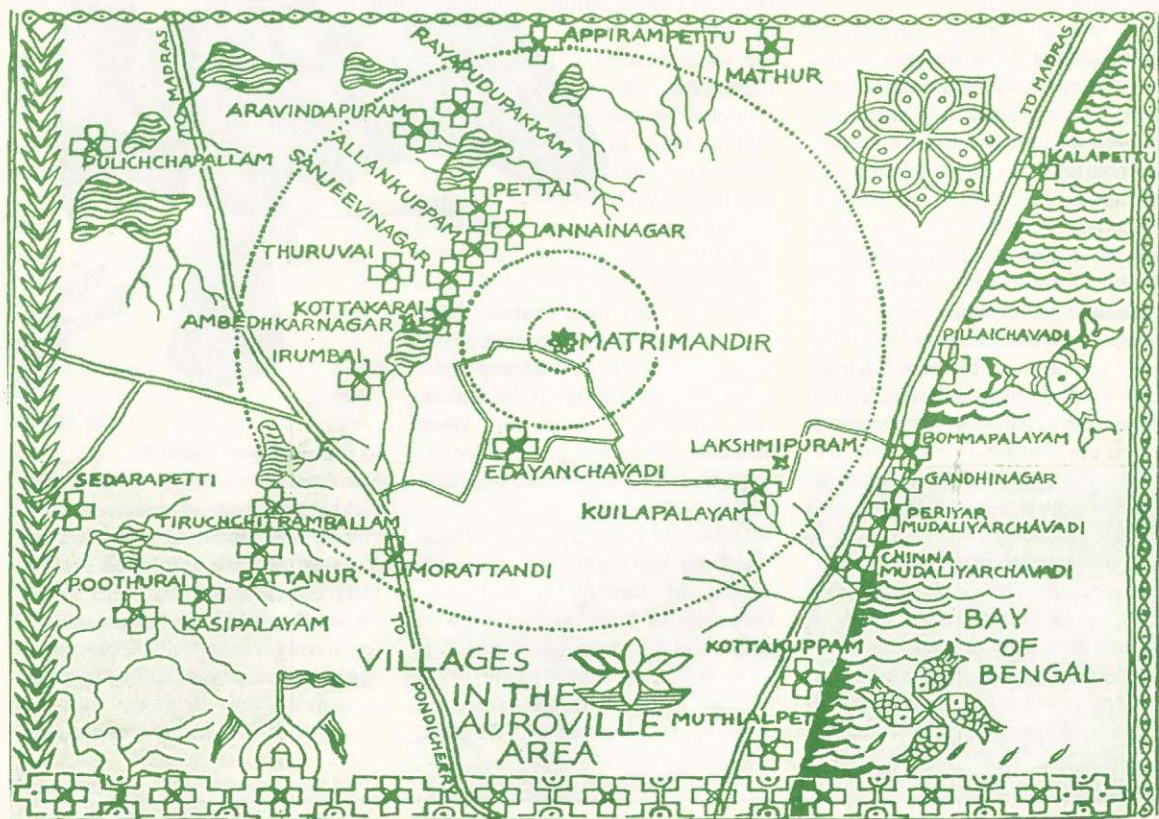 MADRAS
RAYAPUDUPAKKAM
APPIRAMPETTU
MATHUR
TO MADRAS
ARAVINDAPURAM
PULICHCHAPALLAM
KALAPETTU
ALLANKUPPAM
SANJEEVINAGAR
PETTAI
ANNAINAGAR
THURUVAI
KOTTAKARAI
AMBEDHKARNAGAR
IRUMBAI
MATRIMANDIR
PILLAICHAVADI
LAKSHMIPURAM
BOMMAPALAYAM
EDAYANCHAVADI
GANDHINAGAR
SEDARAPETTI
KUILAPALAYAM
PERIYAR
MUDALIYARCHAVADI
TIRUCHCHITRAMBALLAM
CHINNA
MUDALIYARCHAVADI
POOTHURAI
PATTANUR
MORATTANDI
KASIPALAYAM
TO
PONDICHERRY
KOTTAKUPPAM
BAY
OF
BENGAL
VILLAGES
IN THE
AUROVILLE
AREA
MUTHIALPET